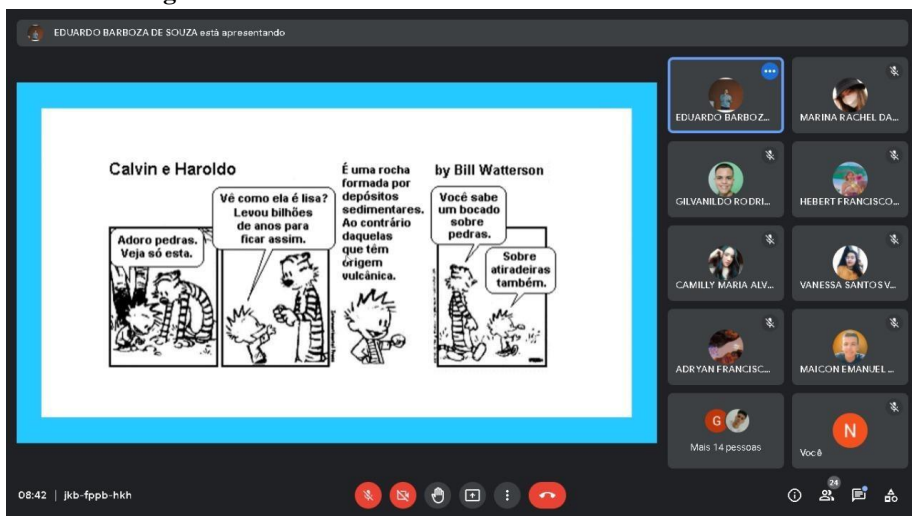 EDUARDO BARBOZA DE SOUZA está apresentando
Calvin e Haroldo
by Bill Watterson
Adoro pedras.
Veja só esta.
Vê como ela é lisa?
Levou bilhões
de anos para
ficar assim.
É uma rocha
formada por
depósitos
sedimentares.
Ao contrário
daquelas
que têm
órigem
vulcânica.
Você sabe
um bocado
sobre
pedras.
Sobre
atiradeiras
também.
EDUARDO BARBOZ...
MARINA RACHEL DA...
GILVANILDO RODRI...
HEBERT FRANCISCO...
CAMILLY MARIA ALV...
VANESSA SANTOS V...
ADRYAN FRANCISC...
MAICON EMANUEL ...
G
Mais 14 pessoas
N
Você
08:42 | jkb-fppb-hkh
24